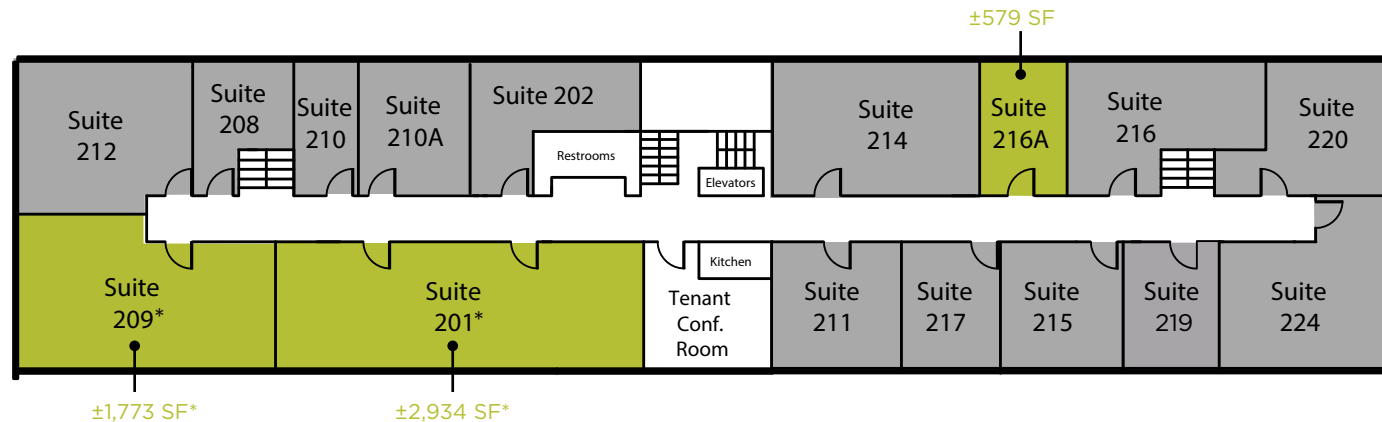 ±579 SF
Suite
212
Suite
208
Suite
210
Suite
210A
Suite 202
Restrooms
Elevators
Suite
214
Suite
216A
Suite
216
Suite
220
Suite
209*
Suite
201*
Kitchen
Tenant
Conf.
Room
Suite
211
Suite
217
Suite
215
Suite
219
Suite
224
±1,773 SF*
±2,934 SF*